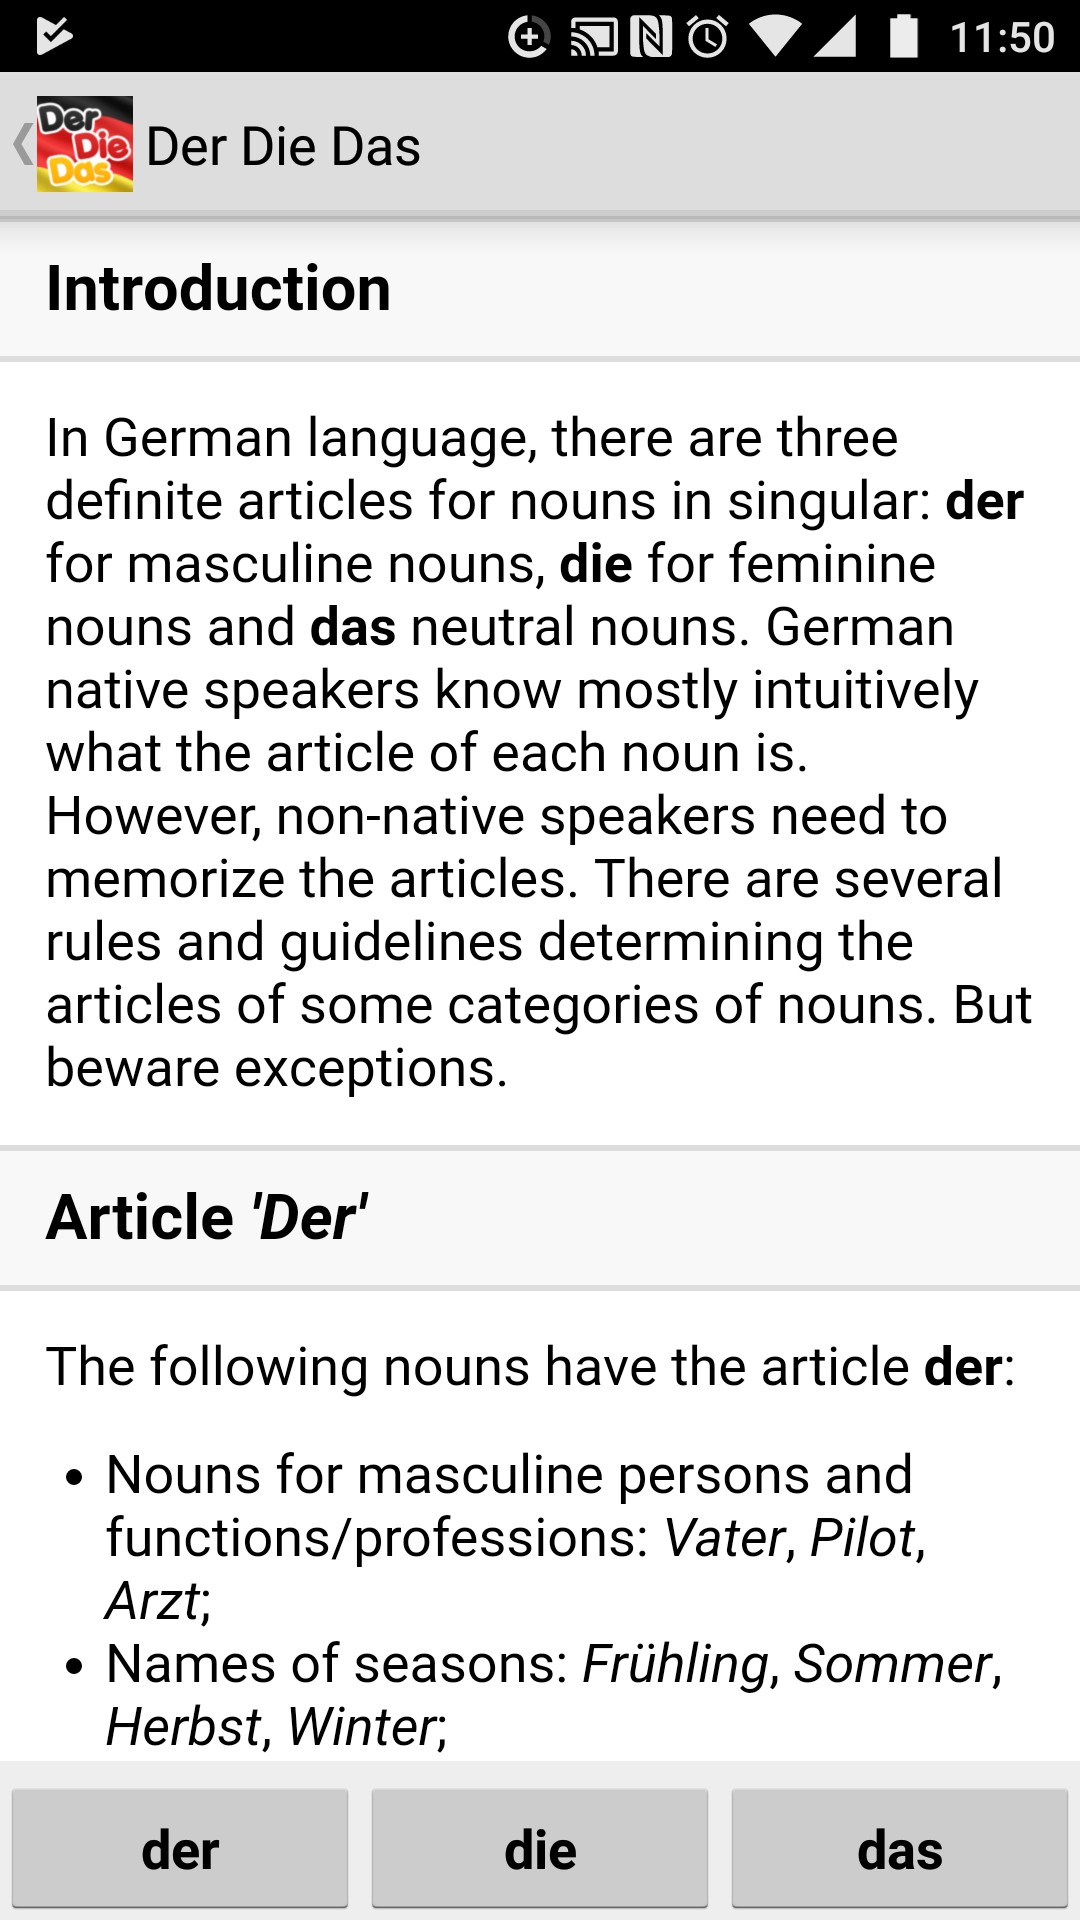 11:50
Der
Die
Das
Der Die Das
Introduction
In German language, there are three
definite articles for nouns in singular: der
for masculine nouns, die for feminine
nouns and das neutral nouns. German
native speakers know mostly intuitively
what the article of each noun is.
However, non-native speakers need to
memorize the articles. There are several
rules and guidelines determining the
articles of some categories of nouns. But
beware exceptions.
Article 'Der'
The following nouns have the article der:
• Nouns for masculine persons and
functions/professions: Vater, Pilot,
Arzt;
• Names of seasons: Frühling, Sommer,
Herbst, Winter;
der
die
das